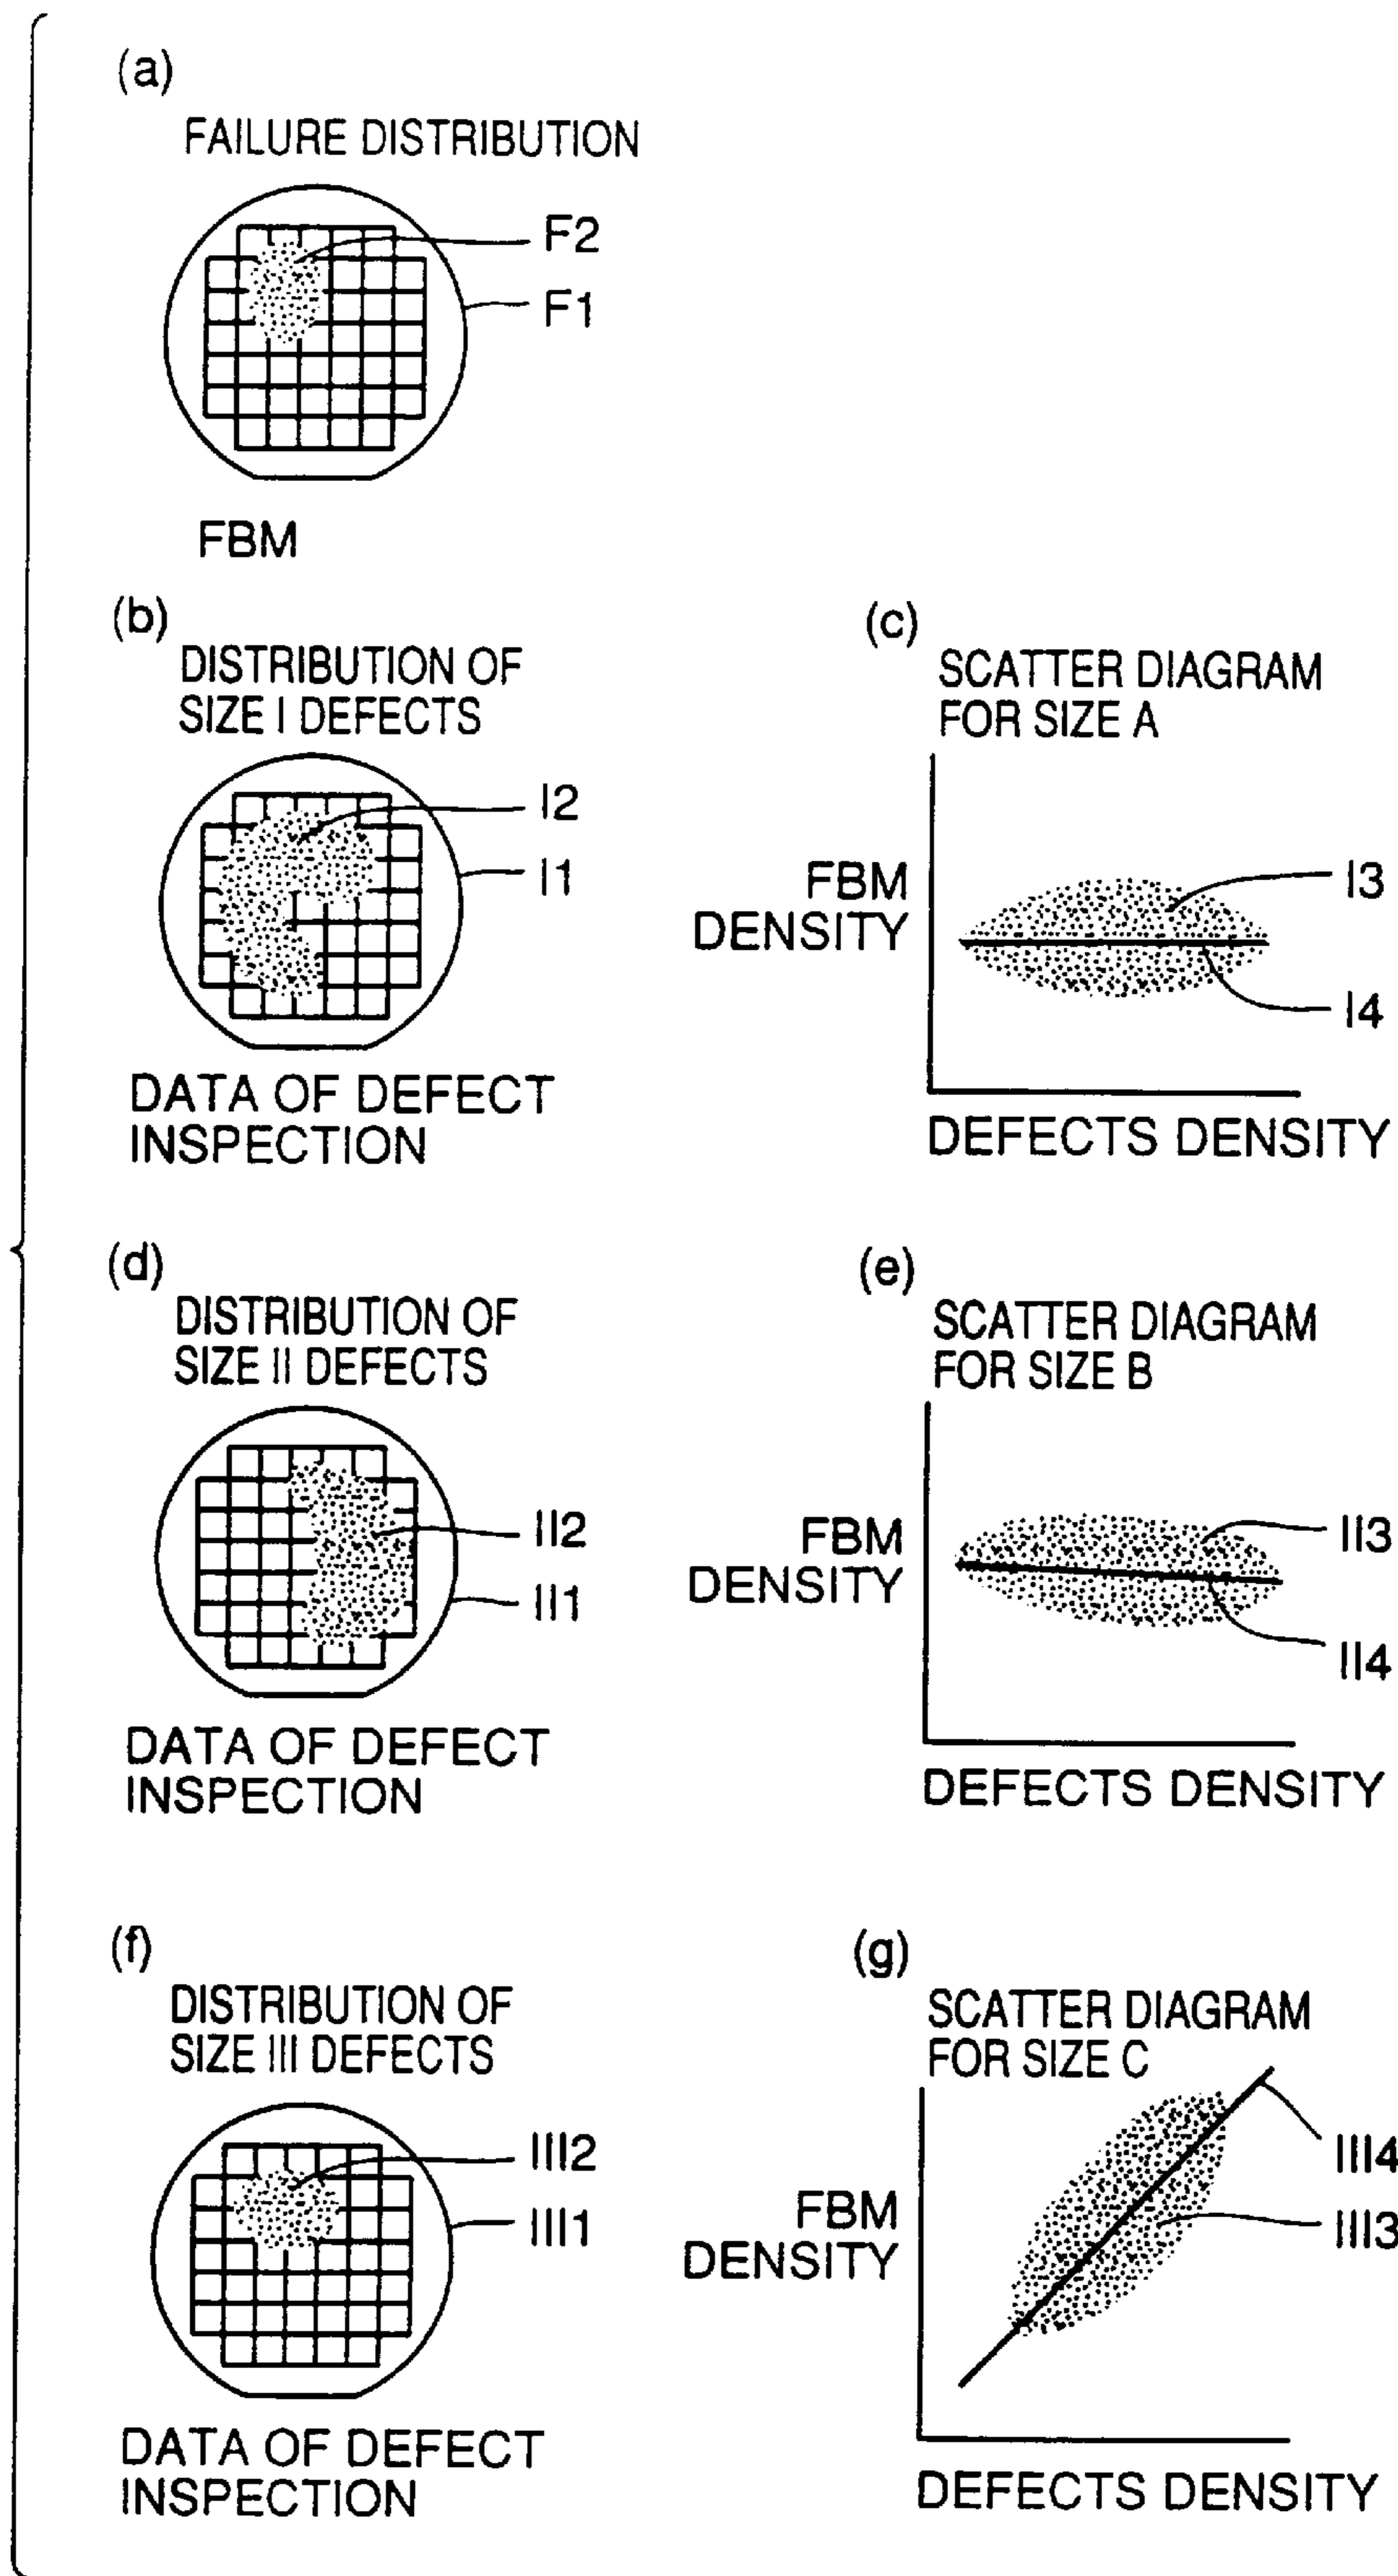 (a)
FAILURE DISTRIBUTION
F2
F1
FBM
(b)
DISTRIBUTION OF
SIZE I DEFECTS
I2
I1
DATA OF DEFECT
INSPECTION
(c)
SCATTER DIAGRAM
FOR SIZE A
FBM
DENSITY
I3
I4
DEFECTS DENSITY
(d)
DISTRIBUTION OF
SIZE II DEFECTS
II2
II1
DATA OF DEFECT
INSPECTION
(e)
SCATTER DIAGRAM
FOR SIZE B
FBM
DENSITY
II3
II4
DEFECTS DENSITY
(f)
DISTRIBUTION OF
SIZE III DEFECTS
III2
III1
DATA OF DEFECT
INSPECTION
(g)
SCATTER DIAGRAM
FOR SIZE C
FBM
DENSITY
III4
III3
DEFECTS DENSITY